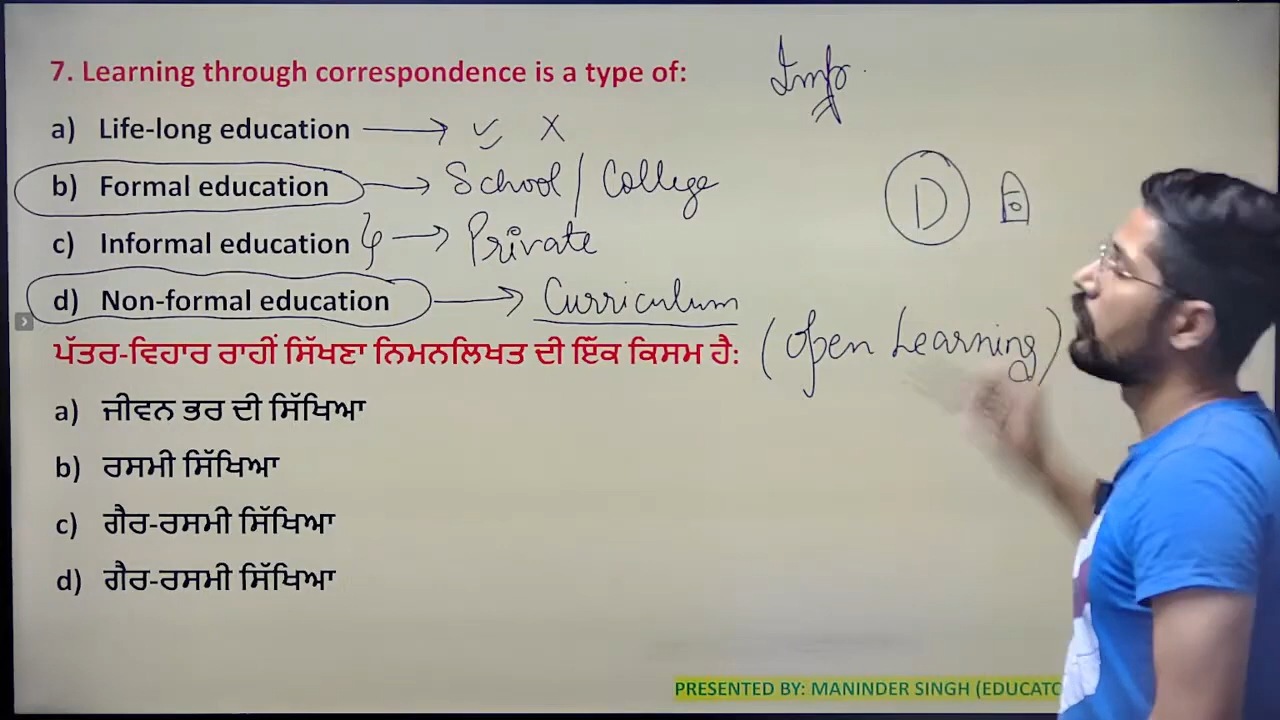 7. Learning through correspondence is a type of:
Imp
a) Life-long education
b) Formal education School / College
D
c) Informal education Private
d) Non-formal education Curriculum
ਪੱਤਰ-ਵਿਹਾਰ ਰਾਹੀਂ ਸਿੱਖਣਾ ਨਿਮਨਲਿਖਤ ਦੀ ਇੱਕ ਕਿਸਮ ਹੈ: (Open Learning)
a) ਜੀਵਨ ਭਰ ਦੀ ਸਿੱਖਿਆ
b) ਰਸਮੀ ਸਿੱਖਿਆ
c) ਗੈਰ-ਰਸਮੀ ਸਿੱਖਿਆ
d) ਗੈਰ-ਰਸਮੀ ਸਿੱਖਿਆ
PRESENTED BY: MANINDER SINGH (EDUCATO